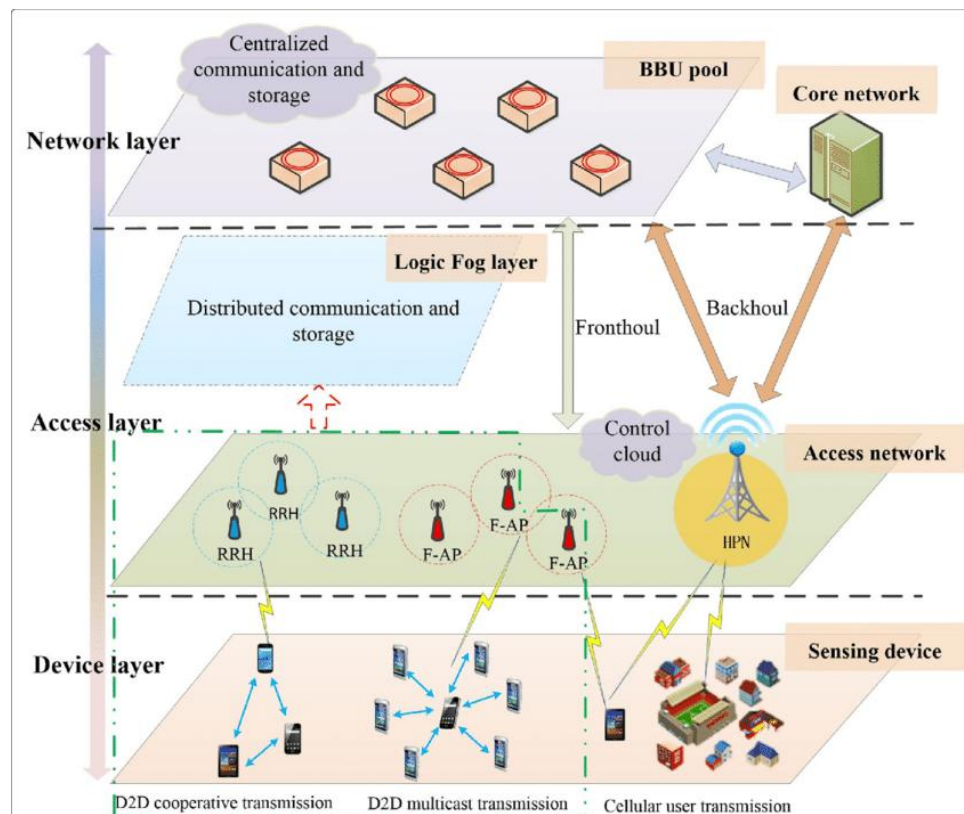 Centralized
communication and
storage
BBU pool
Core network
Network layer
Logic Fog layer
Distributed communication and
storage
Fronthoul
Backhoul
Access layer
Control
cloud
Access network
RRH
RRH
RRH
F-AP
F-AP
F-AP
HPN
Device layer
Sensing device
D2D cooperative transmission
D2D multicast transmission
Cellular user transmission